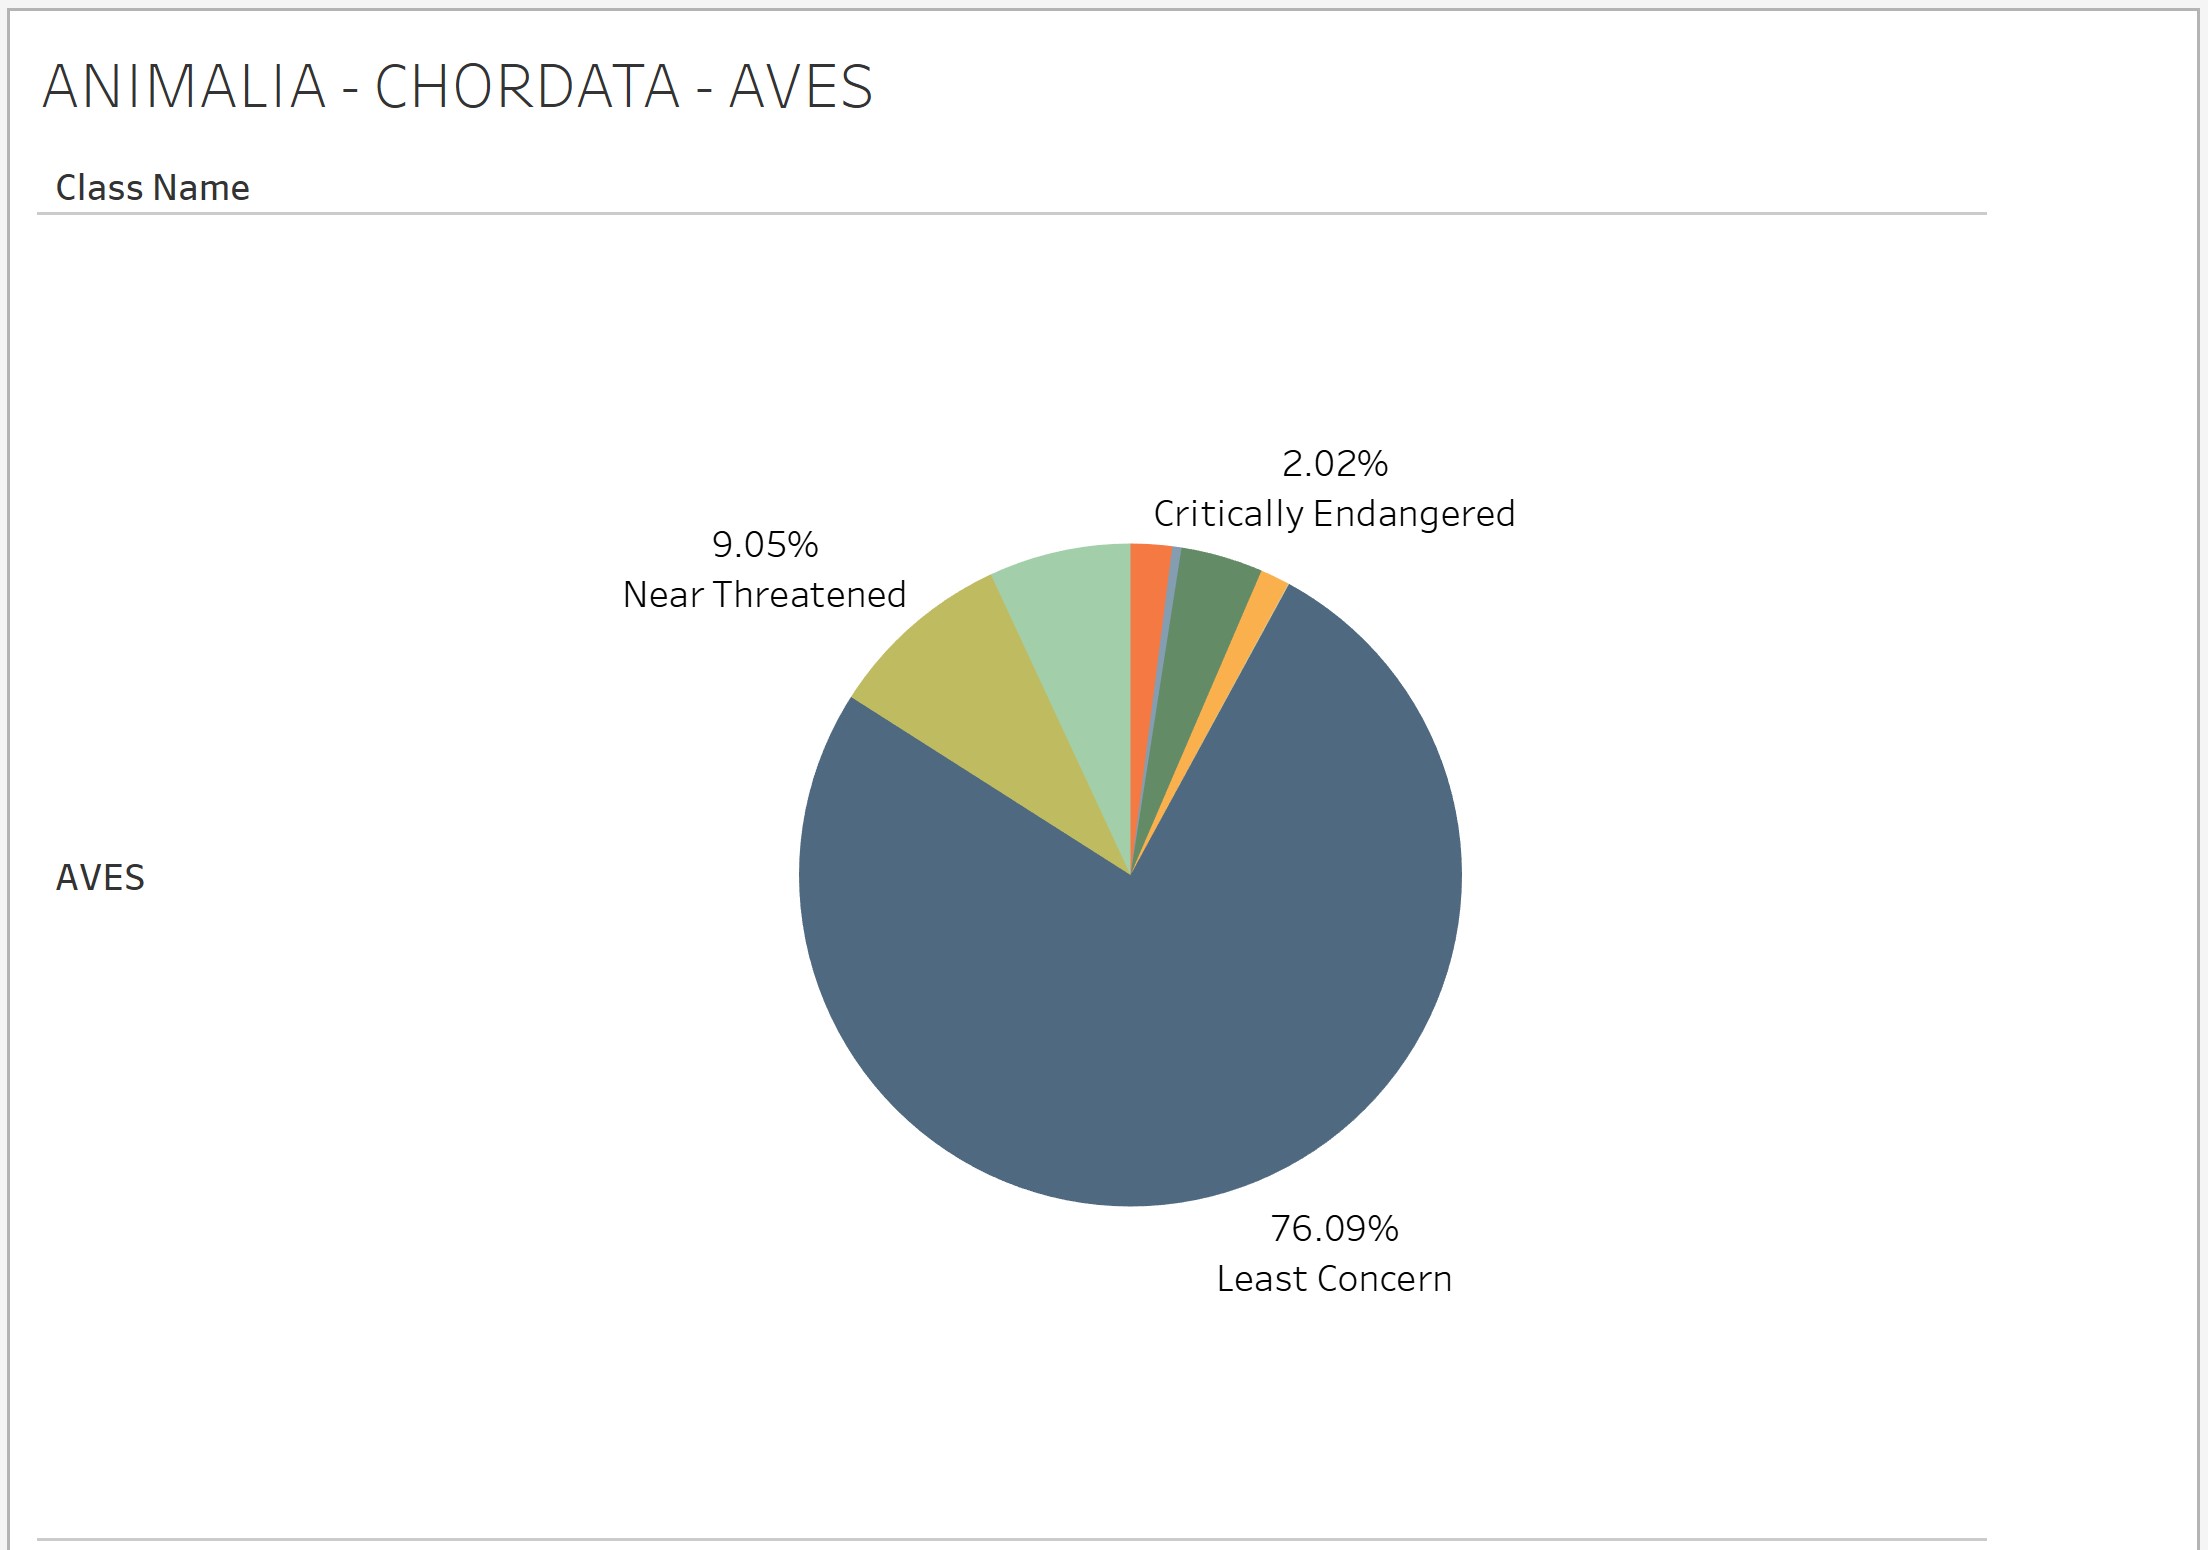 ANIMALIA - CHORDATA - AVES
Class Name
2.02%
Critically Endangered
9.05%
Near Threatened
AVES
76.09%
Least Concern